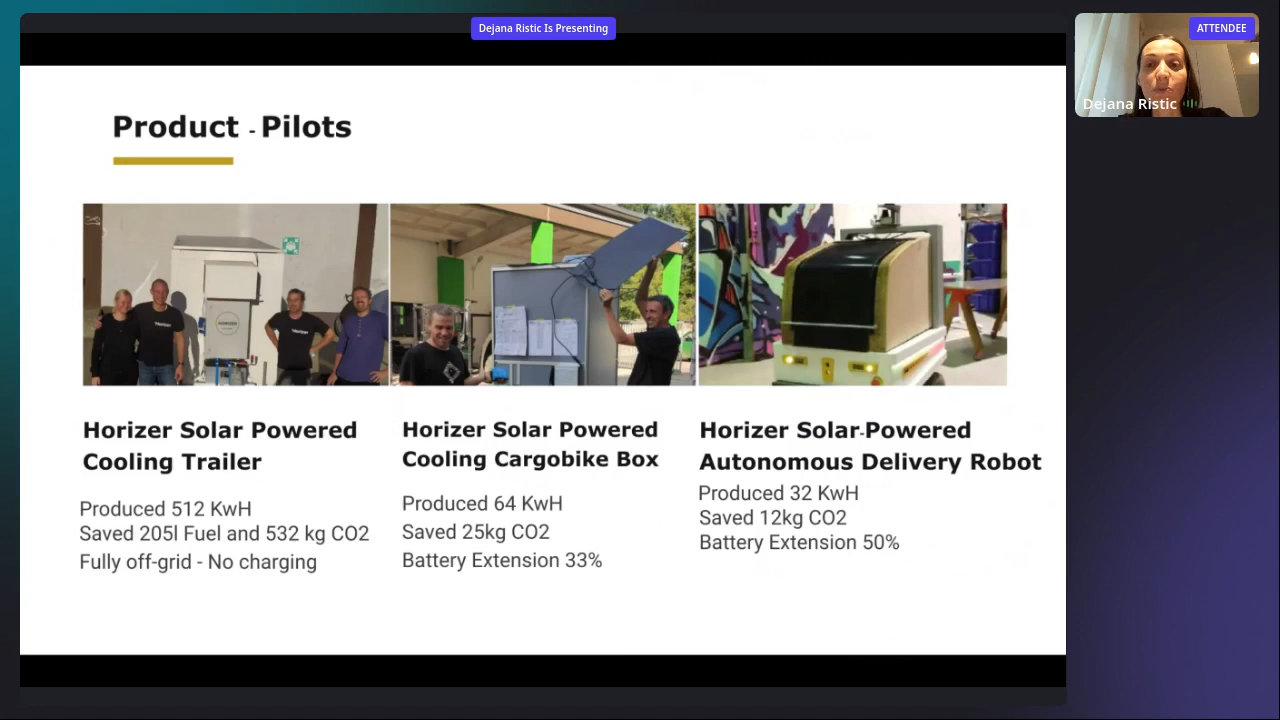 Dejana Ristic Is Presenting
ATTENDEE
Dejana Ristic
Product - Pilots
HORIZER
Horizer Solar Powered
Cooling Trailer
Produced 512 KwH
Saved 205l Fuel and 532 kg CO2
Fully off-grid - No charging
Horizer Solar Powered
Cooling Cargobike Box
Produced 64 KwH
Saved 25kg CO2
Battery Extension 33%
Horizer Solar-Powered
Autonomous Delivery Robot
Produced 32 KwH
Saved 12kg CO2
Battery Extension 50%